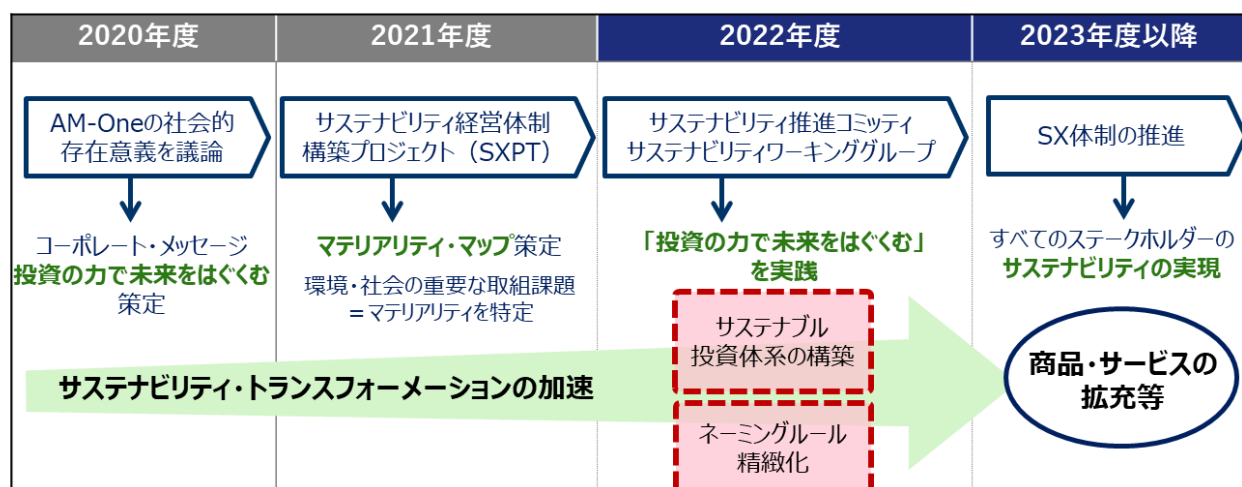 2020年度
2021年度
2022年度
2023年度以降
AM-Oneの社会的
存在意義を議論
サステナビリティ経営体制
構築プロジェクト（SXPT）
サステナビリティ推進コミッティ
サステナビリティワーキンググループ
SX体制の推進
コーポレート・メッセージ
投資の力で未来をはぐくむ
策定
マテリアリティ・マップ策定
環境・社会の重要な取組課題
＝マテリアリティを特定
「投資の力で未来をはぐくむ」
を実践
すべてのステークホルダーの
サステナビリティの実現
サステナブル
投資体系の構築
サステナビリティ・トランスフォーメーションの加速
商品・サービスの
拡充等
ネーミングルール
精緻化